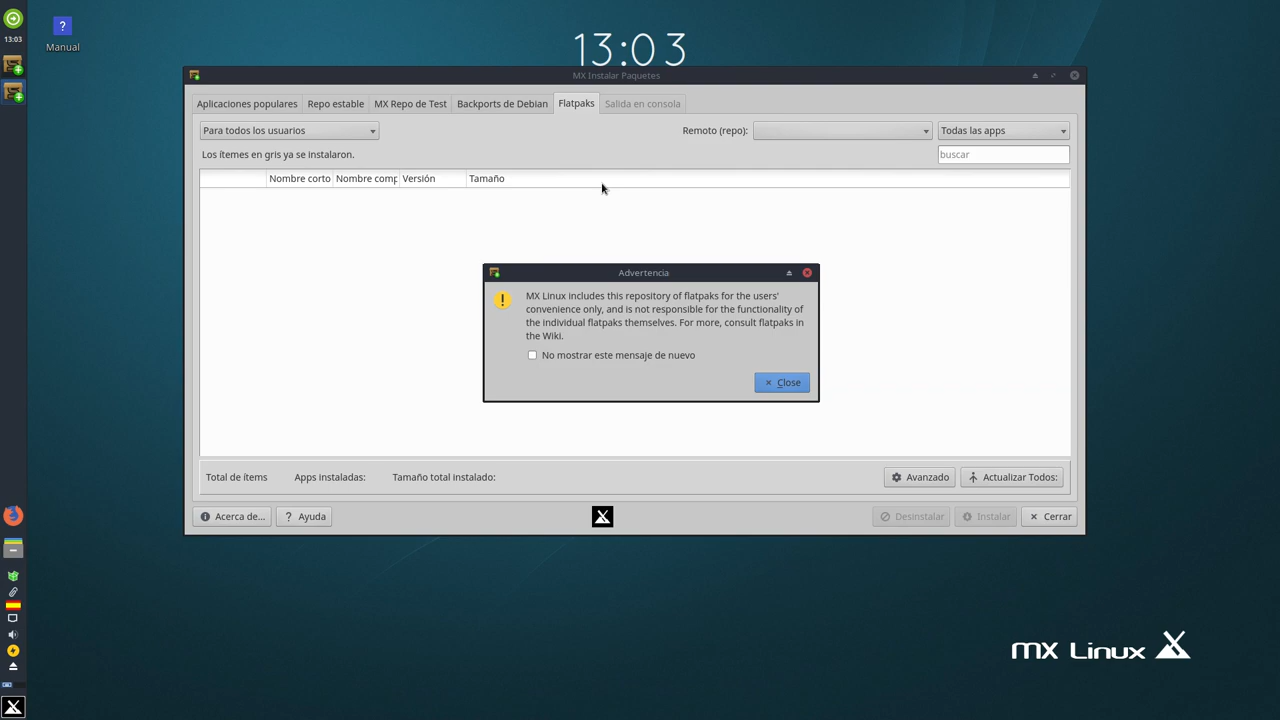 13:03
Manual
13:03
MX Instalar Paquetes
Aplicaciones populares Repo estable MX Repo de Test Backports de Debian Flatpaks Salida en consola
Para todos los usuarios Remoto (repo): Todas las apps
Los ítemes en gris ya se instalaron. buscar
Nombre corto Nombre comp Versión Tamaño
Advertencia
MX Linux includes this repository of flatpaks for the users'
convenience only, and is not responsible for the functionality of
the individual flatpaks themselves. For more, consult flatpaks in
the Wiki.
No mostrar este mensaje de nuevo
Close
Total de ítems Apps instaladas: Tamaño total instalado: Avanzado Actualizar Todos:
Acerca de... Ayuda Desinstalar Instalar Cerrar
MX Linux